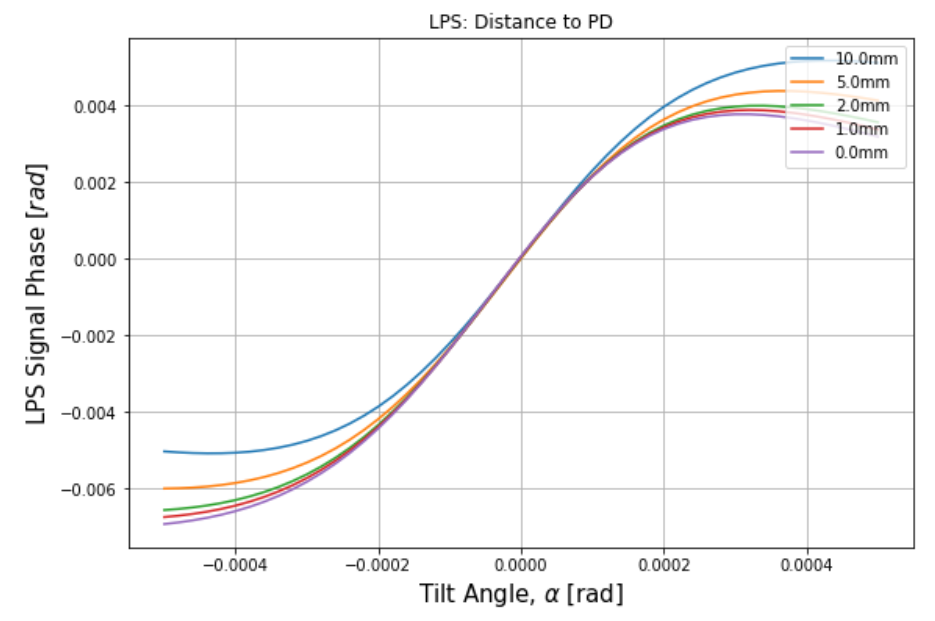 LPS: Distance to PD
LPS Signal Phase [rad]
0.004
0.002
0.000
−0.002
−0.004
−0.006
10.0mm
5.0mm
2.0mm
1.0mm
0.0mm
−0.0004
−0.0002
0.0000
0.0002
0.0004
Tilt Angle, α [rad]